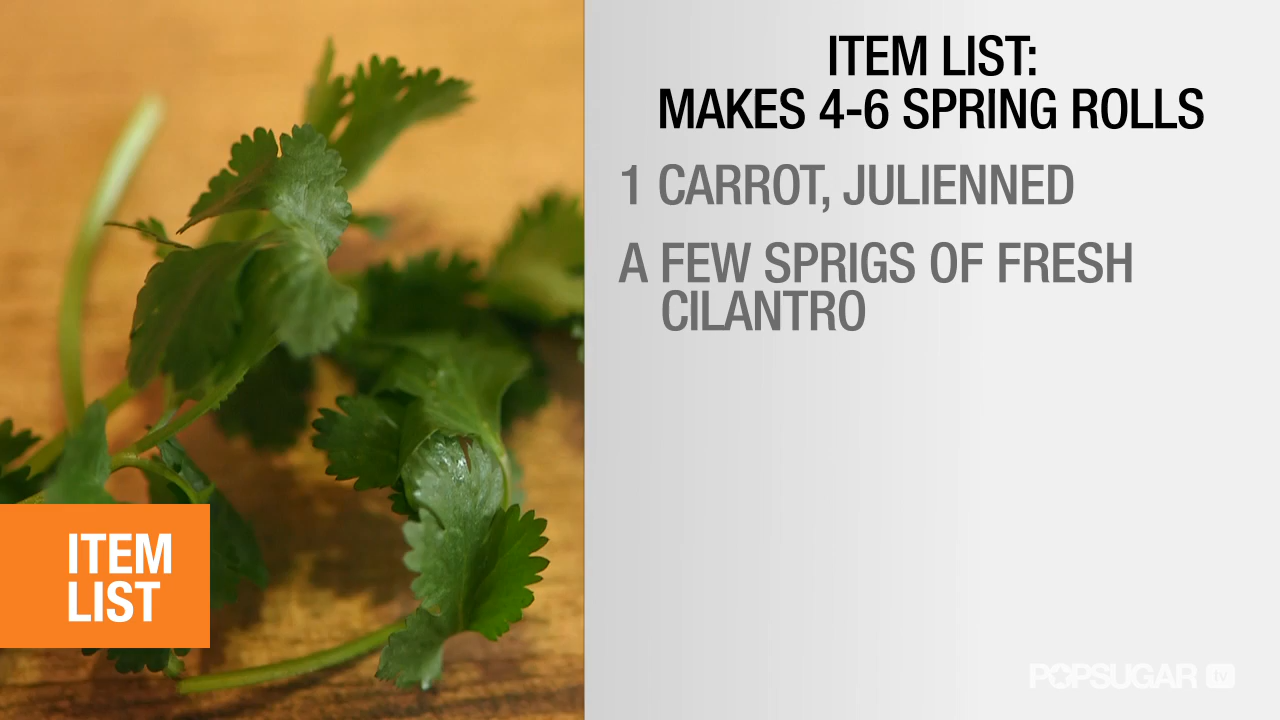 ITEM LIST:
MAKES 4-6 SPRING ROLLS
1 CARROT, JULIENNED
A FEW SPRIGS OF FRESH
CILANTRO
ITEM
LIST
POPSUGAR TV